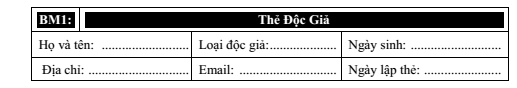 BM1: Thẻ Độc Giả
Họ và tên: .......................... Loại độc giả:.................... Ngày sinh: ...........................
Địa chỉ: .............................. Email: ............................. Ngày lập thẻ: .......................